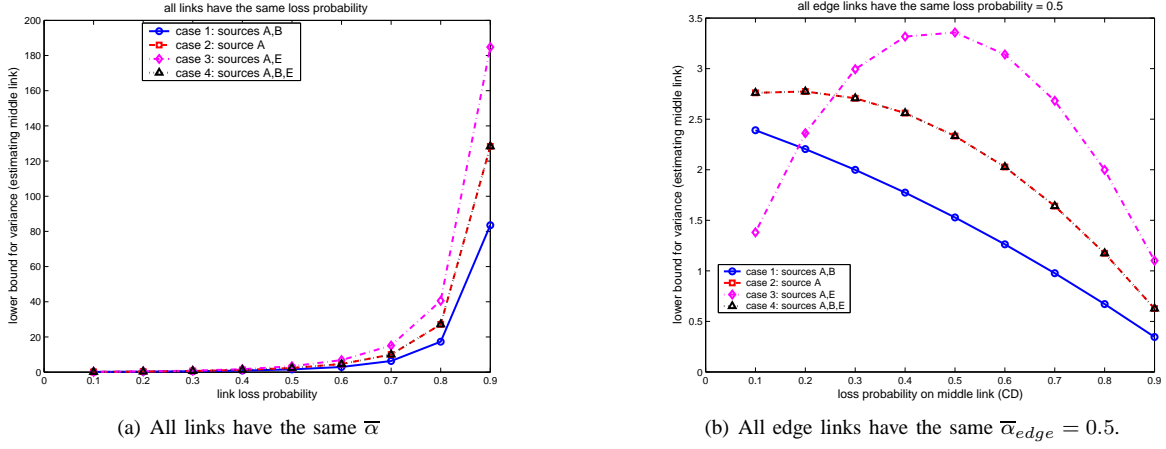 all links have the same loss probability
lower bound for variance (estimating middle link)
200
180
160
140
120
100
80
60
40
20
0
0 0.1 0.2 0.3 0.4 0.5 0.6 0.7 0.8 0.9
link loss probability
case 1: sources A,B
case 2: source A
case 3: sources A,E
case 4: sources A,B,E
(a) All links have the same α̅
all edge links have the same loss probability = 0.5
lower bound for variance (estimating middle link)
3.5
3
2.5
2
1.5
1
0.5
0
0 0.1 0.2 0.3 0.4 0.5 0.6 0.7 0.8 0.9
loss probability on middle link (CD)
case 1: sources A,B
case 2: source A
case 3: sources A,E
case 4: sources A,B,E
(b) All edge links have the same α̅edge = 0.5.